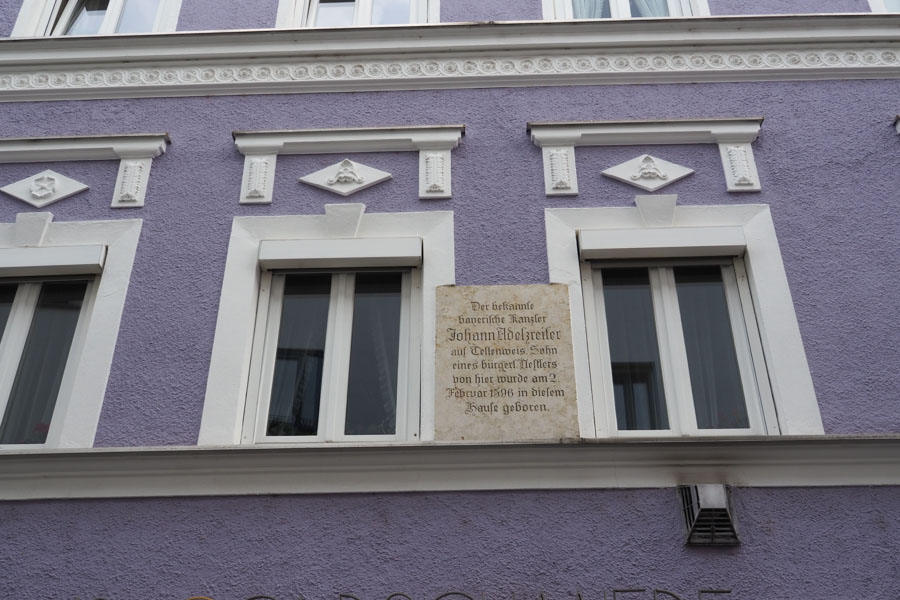 Der bekannte
bayerische Kanzler
Johann Adelzreiter
auf Tettenweis Sohn
eines bürgerl. Nestlers
von hier wurde am 2.
Februar 1596 in diesem
Hause geboren.